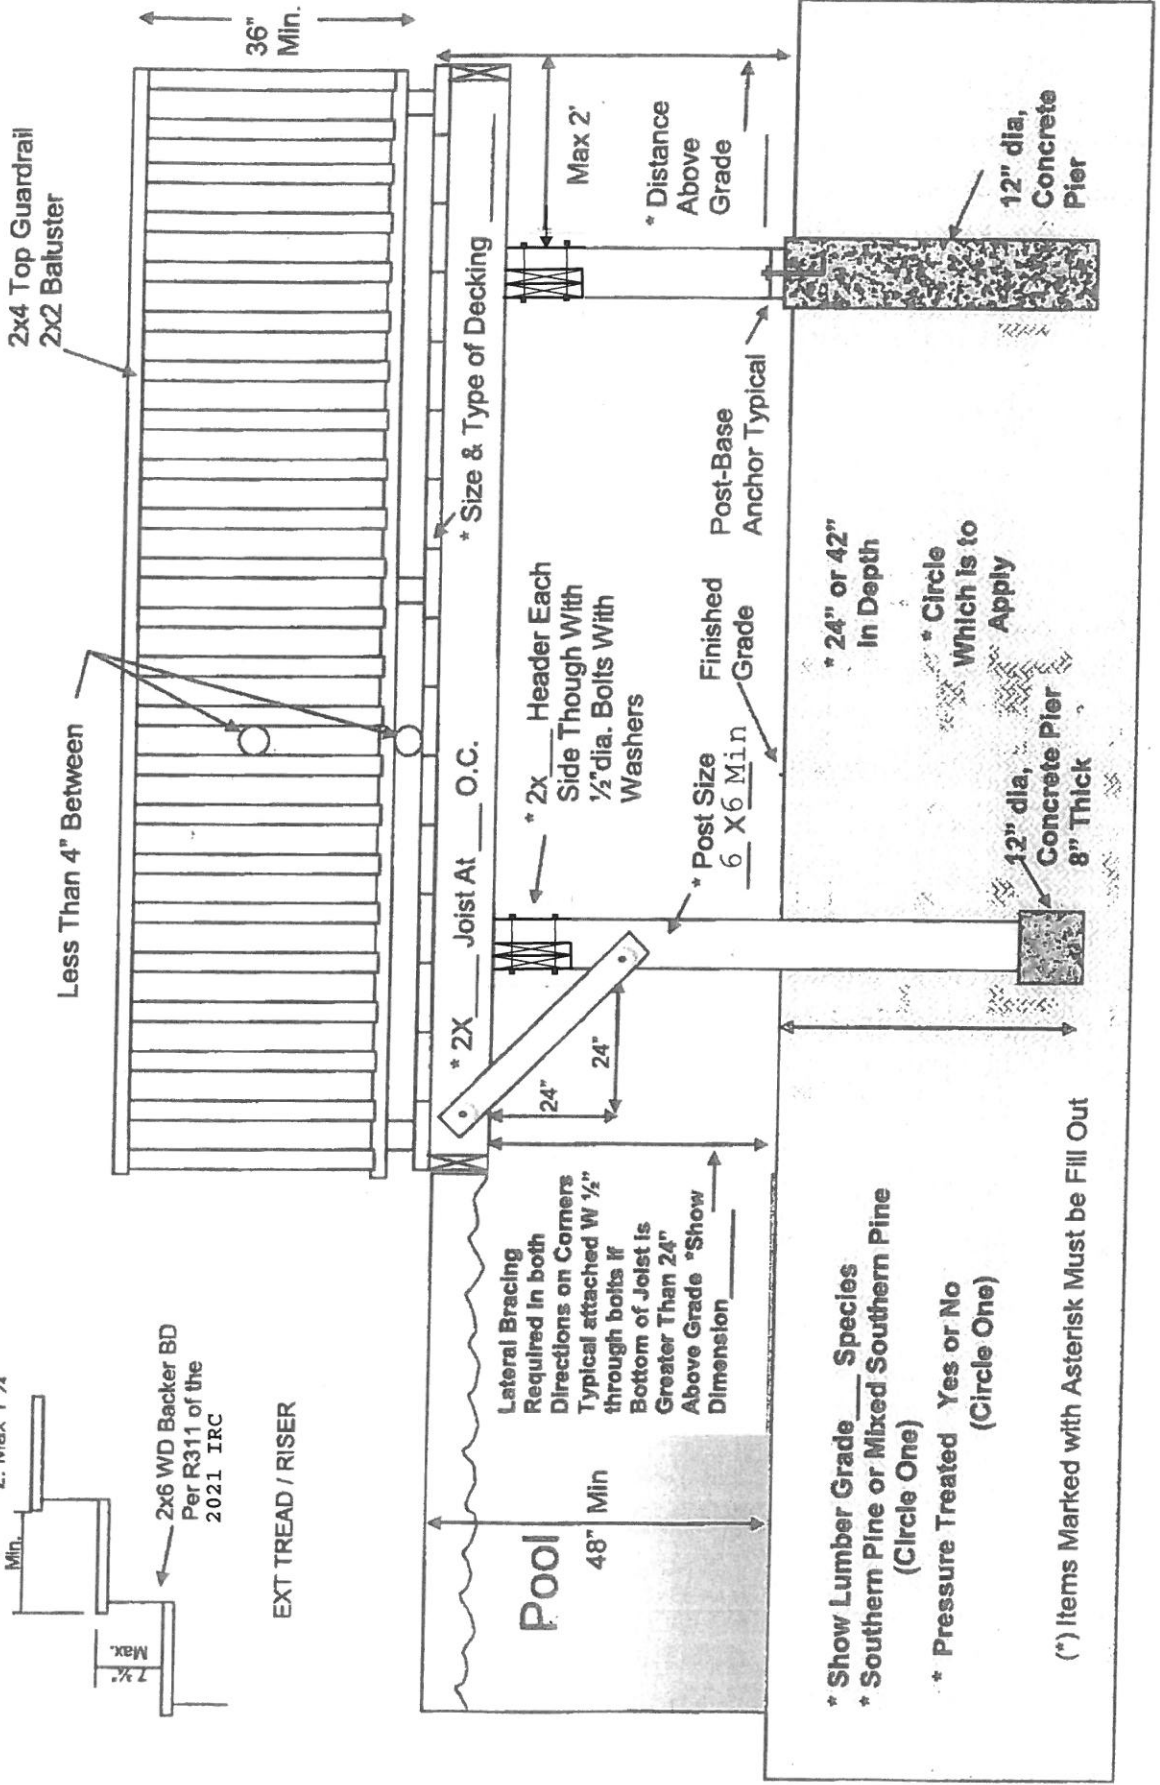 2x4 Top Guardrail
2x2 Baluster
36"
Min.
Less Than 4" Between
Min.
7 ¾"
Max.
2x6 WD Backer BD
Per R311 of the
2021 IRC
EXT TREAD / RISER
* Size & Type of Decking
* 2X___ Joist At ___ O.C.
Max 2'
* Distance
Above
Grade
* 2x___ Header Each
Side Though With
½"dia. Bolts With
Washers
24"
24"
* Post Size
6 X6 Min
Finished
Grade
Post-Base
Anchor Typical
Pool
48" Min
Lateral Bracing
Required In both
Directions on Corners
Typical attached W ½"
through bolts If
Bottom of Joist is
Greater Than 24"
Above Grade *Show
Dimension
12" dia,
Concrete
Pier
* 24" or 42"
In Depth
* Circle
Which is to
Apply
12" dia,
Concrete Pier
8" Thick
* Show Lumber Grade___ Species
* Southern Pine or Mixed Southern Pine
(Circle One)
* Pressure Treated Yes or No
(Circle One)
(*) Items Marked with Asterisk Must be Fill Out